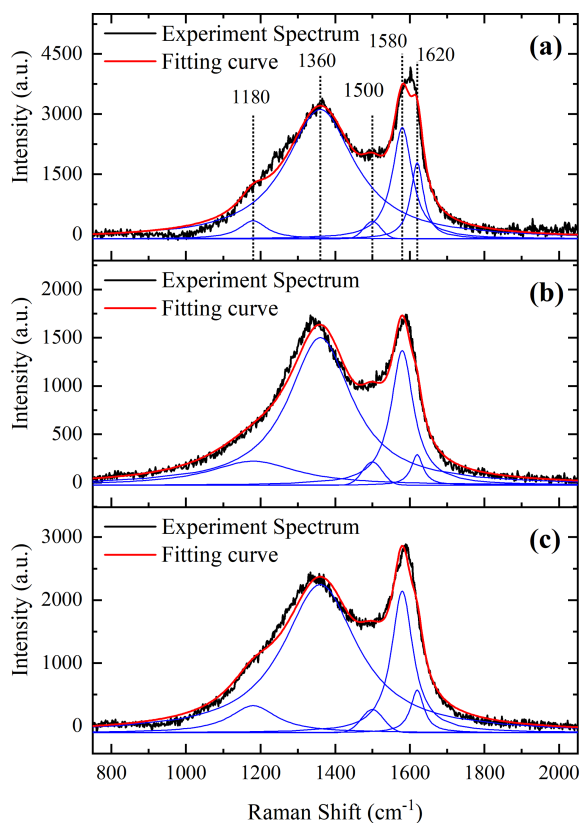 Experiment Spectrum
Fitting curve
1180
1360
1500
1580
1620
(a)
4500
3000
1500
0
Intensity (a.u.)
Experiment Spectrum
Fitting curve
(b)
2000
1500
1000
500
0
Intensity (a.u.)
Experiment Spectrum
Fitting curve
(c)
3000
2000
1000
0
Intensity (a.u.)
800 1000 1200 1400 1600 1800 2000
Raman Shift (cm⁻¹)